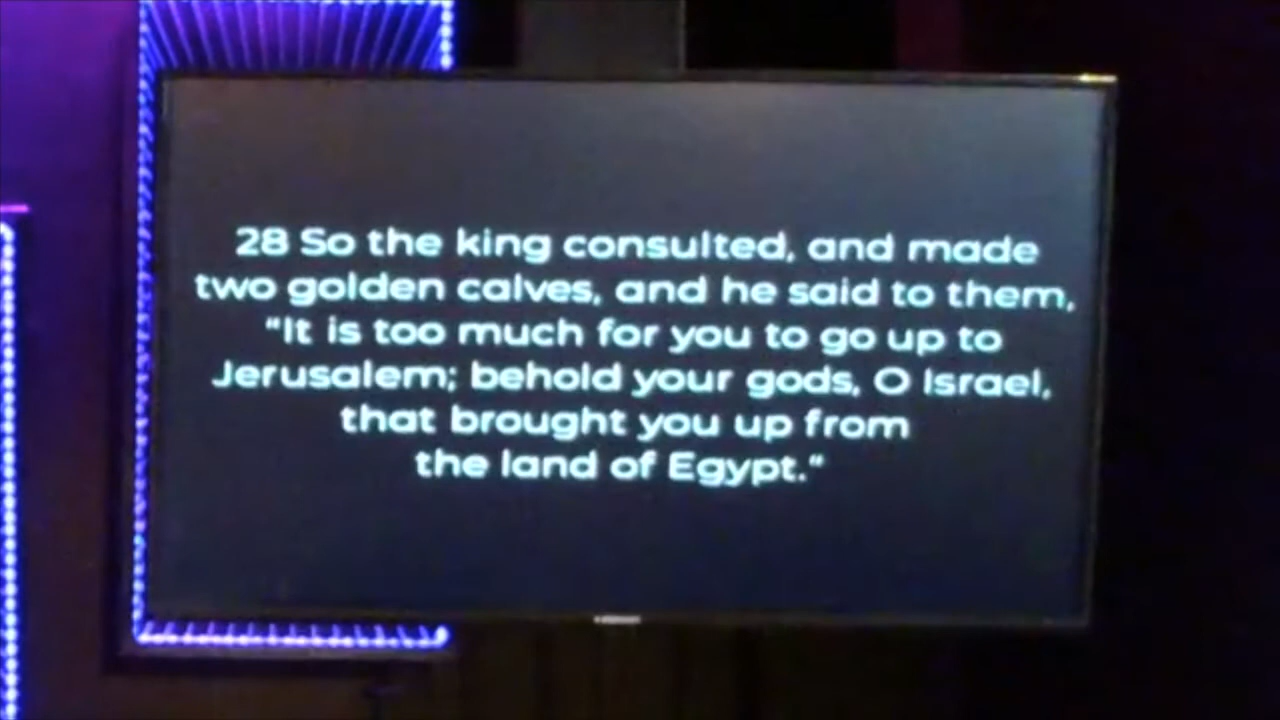 28 So the king consulted, and made
two golden calves, and he said to them,
"It is too much for you to go up to
Jerusalem; behold your gods, O Israel,
that brought you up from
the land of Egypt."